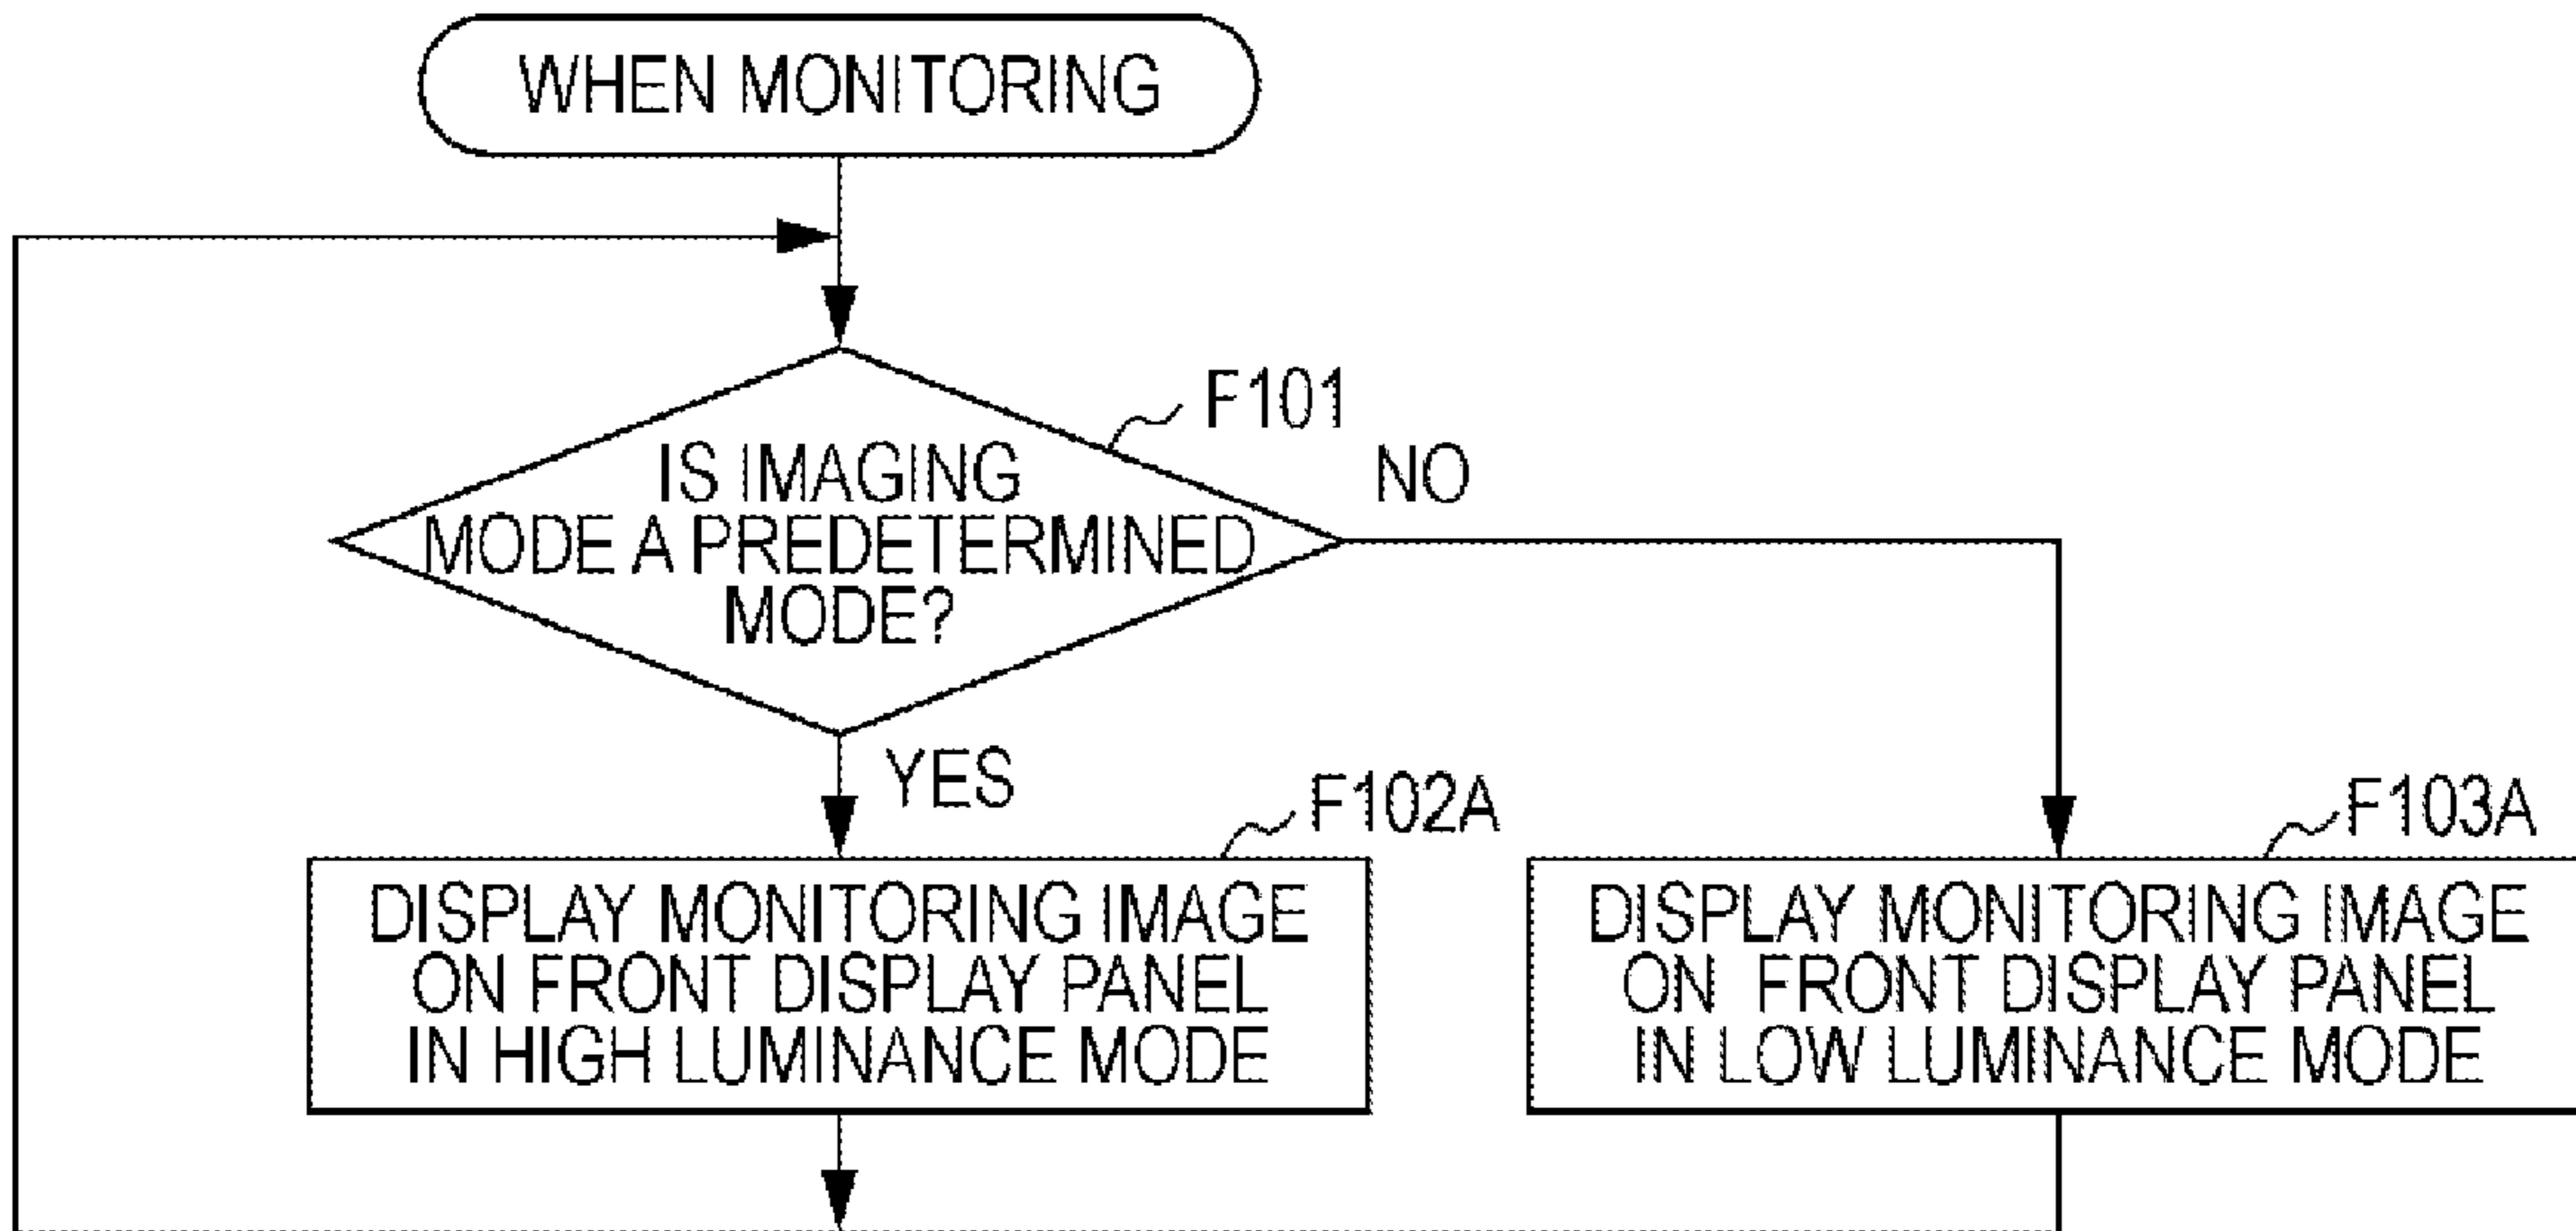 WHEN MONITORING
F101
IS IMAGING
MODE A PREDETERMINED
MODE?
NO
YES
F102A
DISPLAY MONITORING IMAGE
ON FRONT DISPLAY PANEL
IN HIGH LUMINANCE MODE
F103A
DISPLAY MONITORING IMAGE
ON FRONT DISPLAY PANEL
IN LOW LUMINANCE MODE